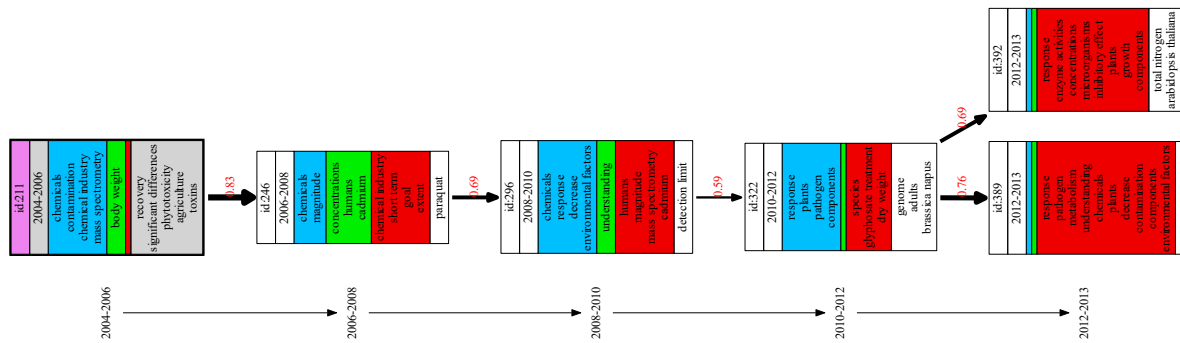 id:211
2004-2006
chemicals
contamination
chemical industry
mass spectrometry
body weight
recovery
significant differences
phytotoxicity
agriculture
toxins
0.83
id:246
2006-2008
chemicals
magnitude
concentrations
humans
cadmium
chemical industry
short term
goal
extent
paraquat
0.69
id:296
2008-2010
chemicals
response
decrease
environmental factors
understanding
humans
magnitude
mass spectrometry
cadmium
detection limit
0.59
id:322
2010-2012
response
plants
pathogen
components
species
glyphosate treatment
dry weight
genome
adults
brassica napus
0.69
0.76
id:392
2012-2013
response
enzyme activities
concentrations
microorganisms
inhibitory effect
plants
growth
components
total nitrogen
arabidopsis thaliana
id:389
2012-2013
response
pathogen
metabolism
understanding
chemicals
plants
decrease
contamination
components
environmental factors
2004-2006
2006-2008
2008-2010
2010-2012
2012-2013